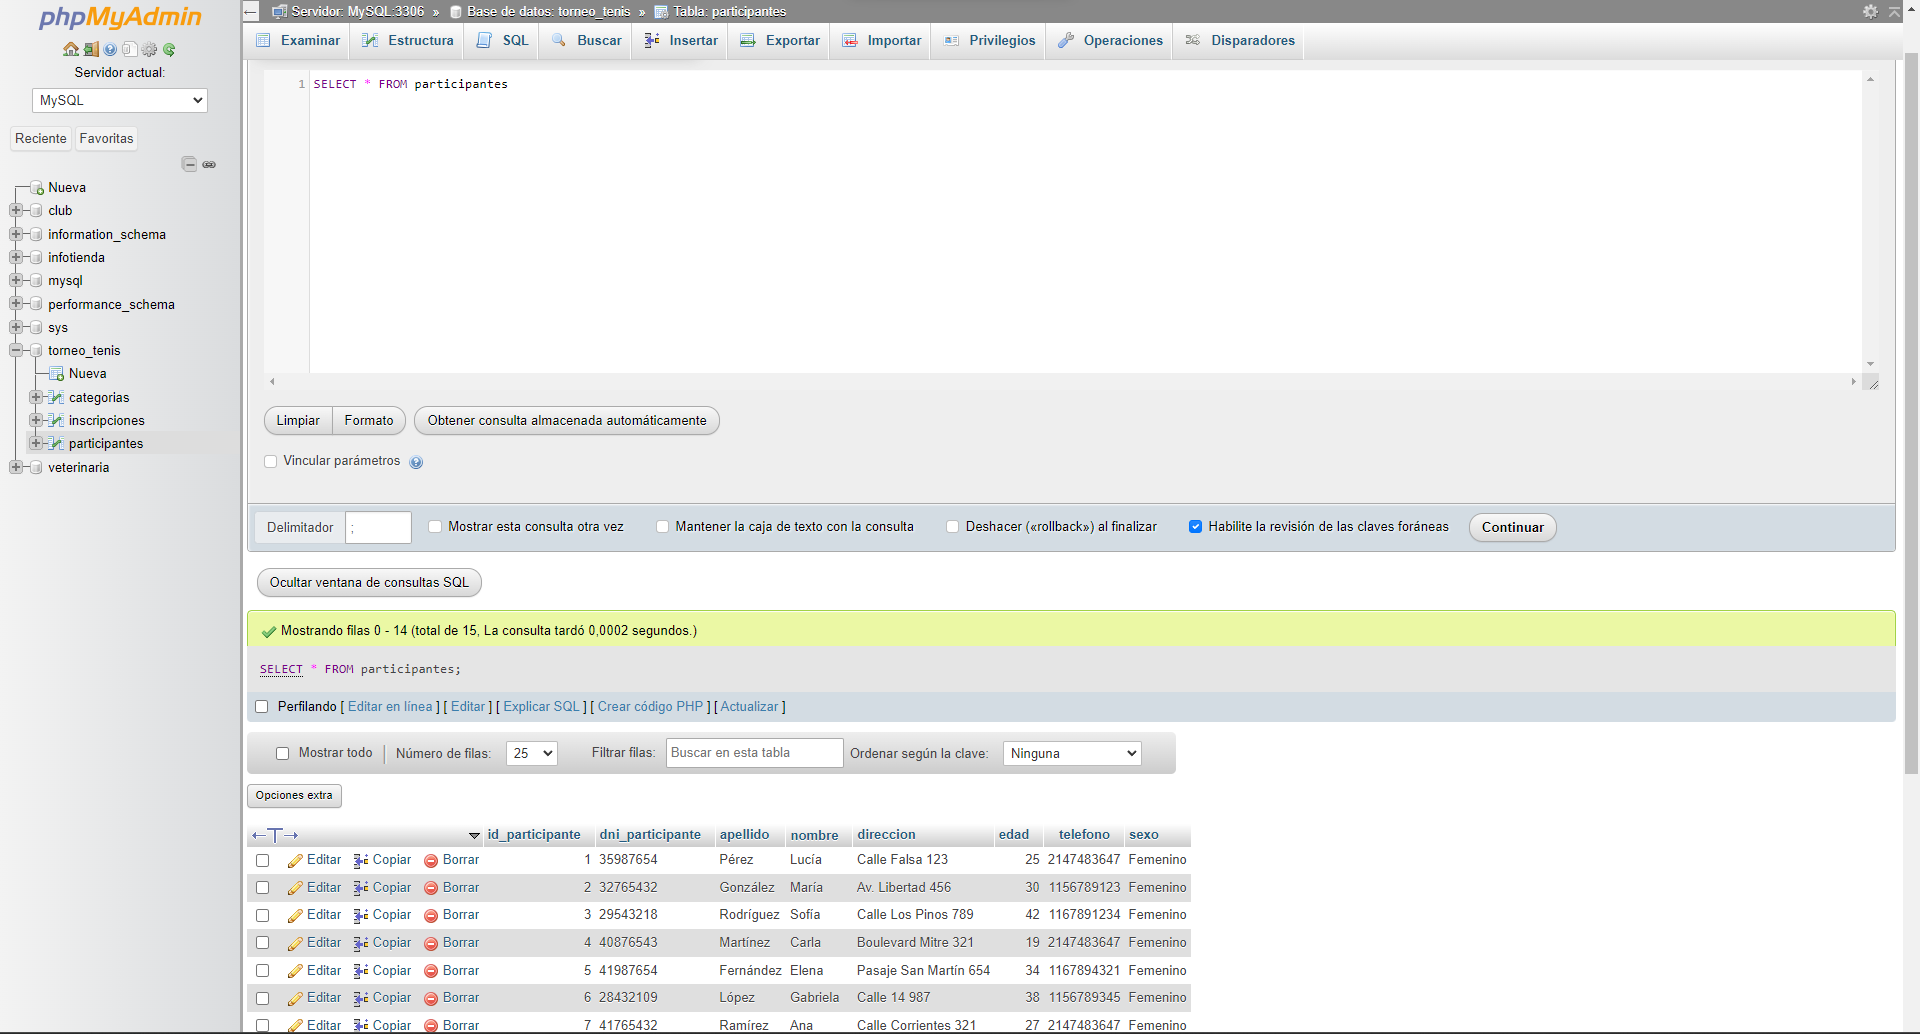 phpMyAdmin
Servidor actual:
MySQL
Reciente Favoritas
Nueva
club
information_schema
infotienda
mysql
performance_schema
sys
torneo_tenis
Nueva
categorias
inscripciones
participantes
veterinaria
Servidor: MySQL:3306 » Base de datos: torneo_tenis » Tabla: participantes
Examinar Estructura SQL Buscar Insertar Exportar Importar Privilegios Operaciones Disparadores
1 SELECT * FROM participantes
Limpiar Formato Obtener consulta almacenada automáticamente
Vincular parámetros
Delimitador ; Mostrar esta consulta otra vez Mantener la caja de texto con la consulta Deshacer («rollback») al finalizar Habilite la revisión de las claves foráneas Continuar
Ocultar ventana de consultas SQL
Mostrando filas 0 - 14 (total de 15, La consulta tardó 0,0002 segundos.)
SELECT * FROM participantes;
Perfilando [ Editar en línea ] [ Editar ] [ Explicar SQL ] [ Crear código PHP ] [ Actualizar ]
Mostrar todo Número de filas: 25 Filtrar filas: Buscar en esta tabla Ordenar según la clave: Ninguna
Opciones extra
←T→ id_participante dni_participante apellido nombre direccion edad telefono sexo
Editar Copiar Borrar 1 35987654 Pérez Lucía Calle Falsa 123 25 2147483647 Femenino
Editar Copiar Borrar 2 32765432 González María Av. Libertad 456 30 1156789123 Femenino
Editar Copiar Borrar 3 29543218 Rodríguez Sofía Calle Los Pinos 789 42 1167891234 Femenino
Editar Copiar Borrar 4 40876543 Martínez Carla Boulevard Mitre 321 19 2147483647 Femenino
Editar Copiar Borrar 5 41987654 Fernández Elena Pasaje San Martín 654 34 1167894321 Femenino
Editar Copiar Borrar 6 28432109 López Gabriela Calle 14 987 38 1156789345 Femenino
Editar Copiar Borrar 7 41765432 Ramírez Ana Calle Corrientes 321 27 2147483647 Femenino